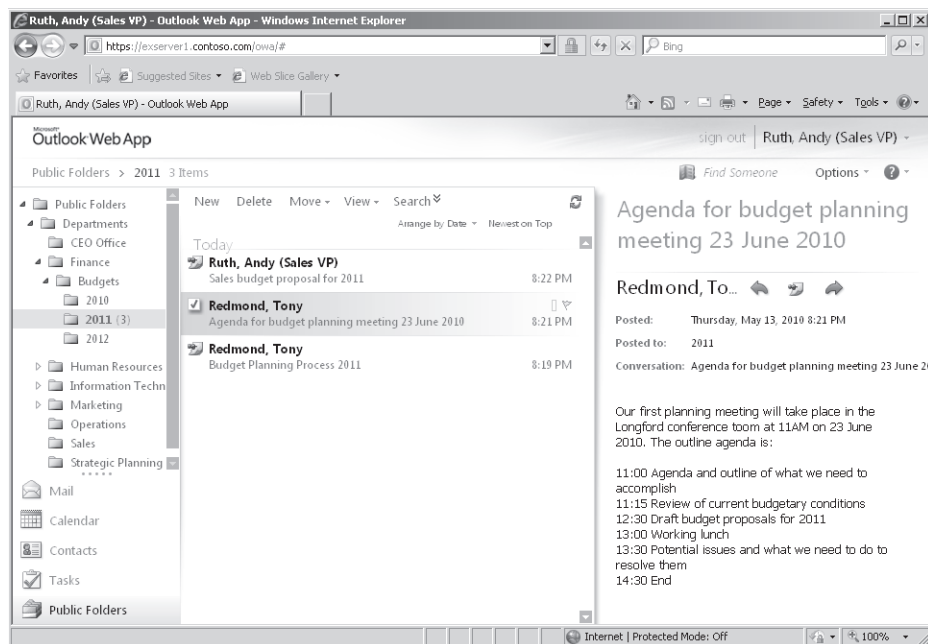 Ruth, Andy (Sales VP) - Outlook Web App - Windows Internet Explorer
https://exserver1.contoso.com/owa/#
Bing
Favorites
Suggested Sites
Web Slice Gallery
Ruth, Andy (Sales VP) - Outlook Web App
Page
Safety
Tools
Microsoft
Outlook Web App
sign out
Ruth, Andy (Sales VP)
Public Folders > 2011 3 Items
Find Someone
Options
Public Folders
Departments
CEO Office
Finance
Budgets
2010
2011 (3)
2012
Human Resources
Information Techn
Marketing
Operations
Sales
Strategic Planning
Mail
Calendar
Contacts
Tasks
Public Folders
New Delete Move View Search
Arrange by Date Newest on Top
Today
Ruth, Andy (Sales VP)
Sales budget proposal for 2011 8:22 PM
Redmond, Tony
Agenda for budget planning meeting 23 June 2010 8:21 PM
Redmond, Tony
Budget Planning Process 2011 8:19 PM
Agenda for budget planning
meeting 23 June 2010
Redmond, To...
Posted: Thursday, May 13, 2010 8:21 PM
Posted to: 2011
Conversation: Agenda for budget planning meeting 23 June 20
Our first planning meeting will take place in the
Longford conference toom at 11AM on 23 June
2010. The outline agenda is:
11:00 Agenda and outline of what we need to
accomplish
11:15 Review of current budgetary conditions
12:30 Draft budget proposals for 2011
13:00 Working lunch
13:30 Potential issues and what we need to do to
resolve them
14:30 End
Internet | Protected Mode: Off
100%